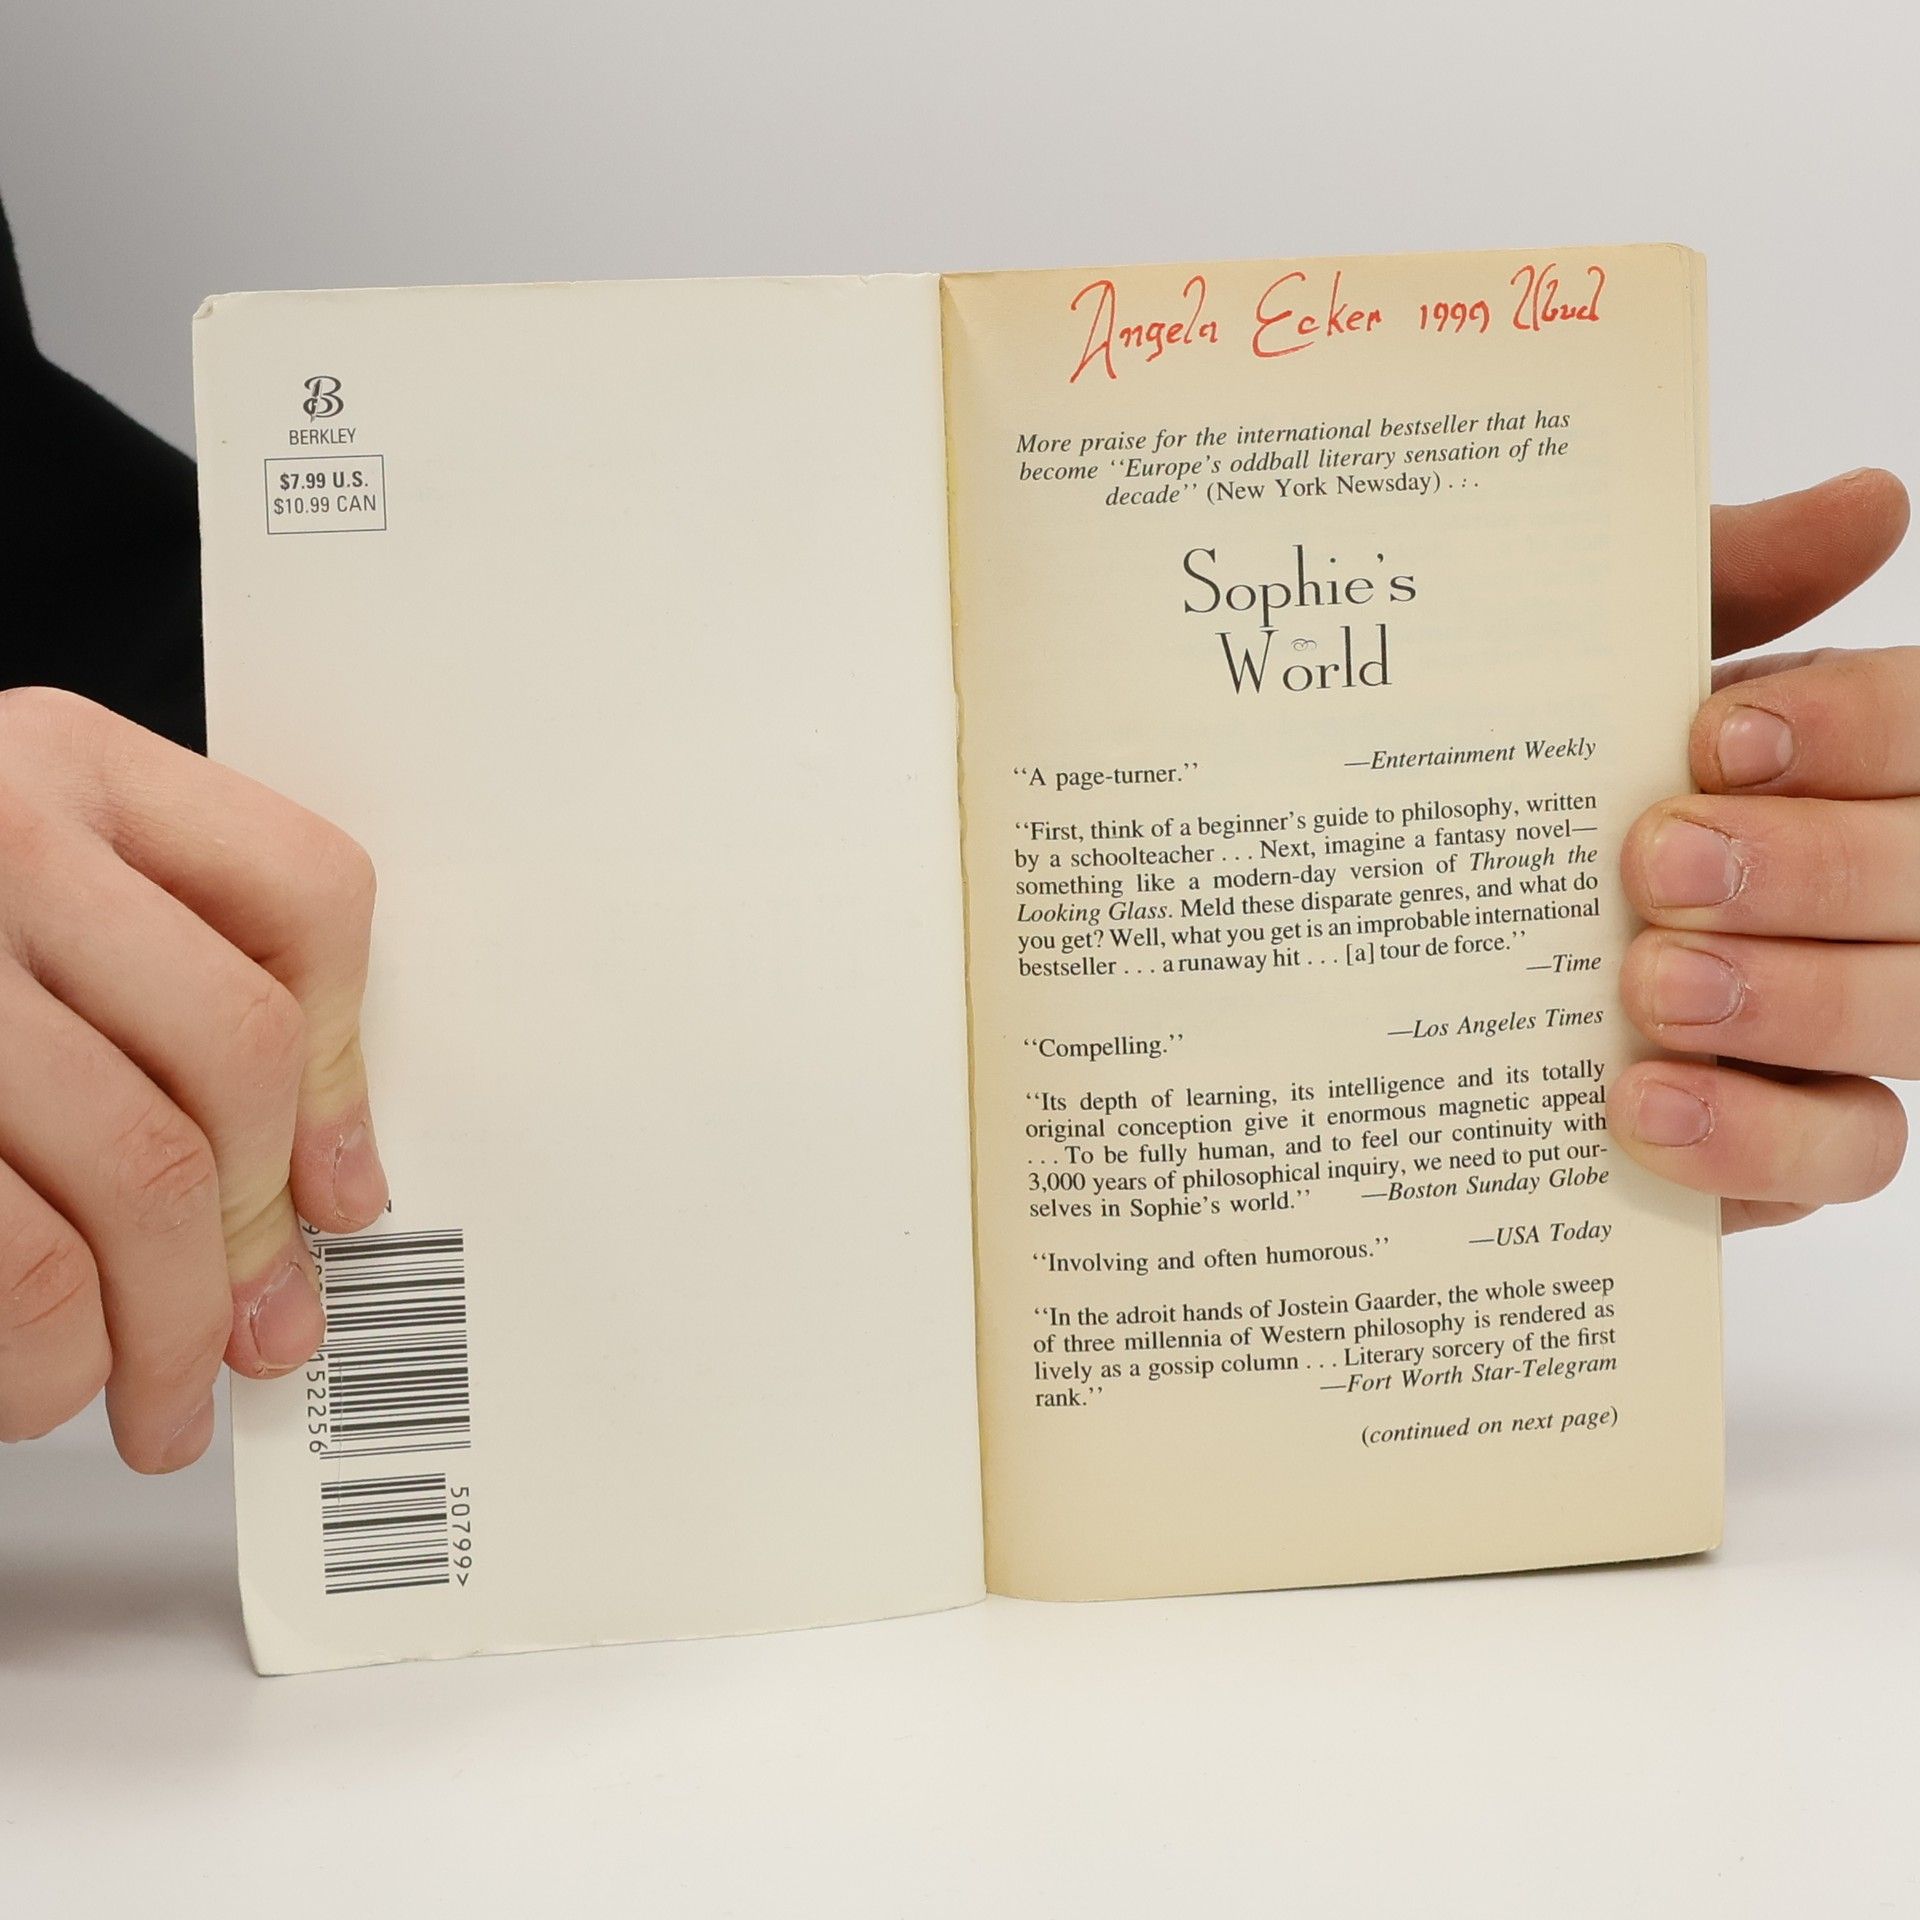 BERKLEY
$7.99 U.S.
$10.99 CAN
152256
50799>
Angela Ecker 1999
More praise for the international bestseller that has
become “Europe’s oddball literary sensation of the
decade” (New York Newsday) . . .
Sophie’s
World
“A page-turner.” —Entertainment Weekly
“First, think of a beginner’s guide to philosophy, written
by a schoolteacher . . . Next, imagine a fantasy novel—
something like a modern-day version of Through the
Looking Glass. Meld these disparate genres, and what do
you get? Well, what you get is an improbable international
bestseller . . . a runaway hit . . . [a] tour de force.”
—Time
“Compelling.” —Los Angeles Times
“Its depth of learning, its intelligence and its totally
original conception give it enormous magnetic appeal
. . . To be fully human, and to feel our continuity with
3,000 years of philosophical inquiry, we need to put our-
selves in Sophie’s world.” —Boston Sunday Globe
“Involving and often humorous.” —USA Today
“In the adroit hands of Jostein Gaarder, the whole sweep
of three millennia of Western philosophy is rendered as
lively as a gossip column . . . Literary sorcery of the first
rank.” —Fort Worth Star-Telegram
(continued on next page)